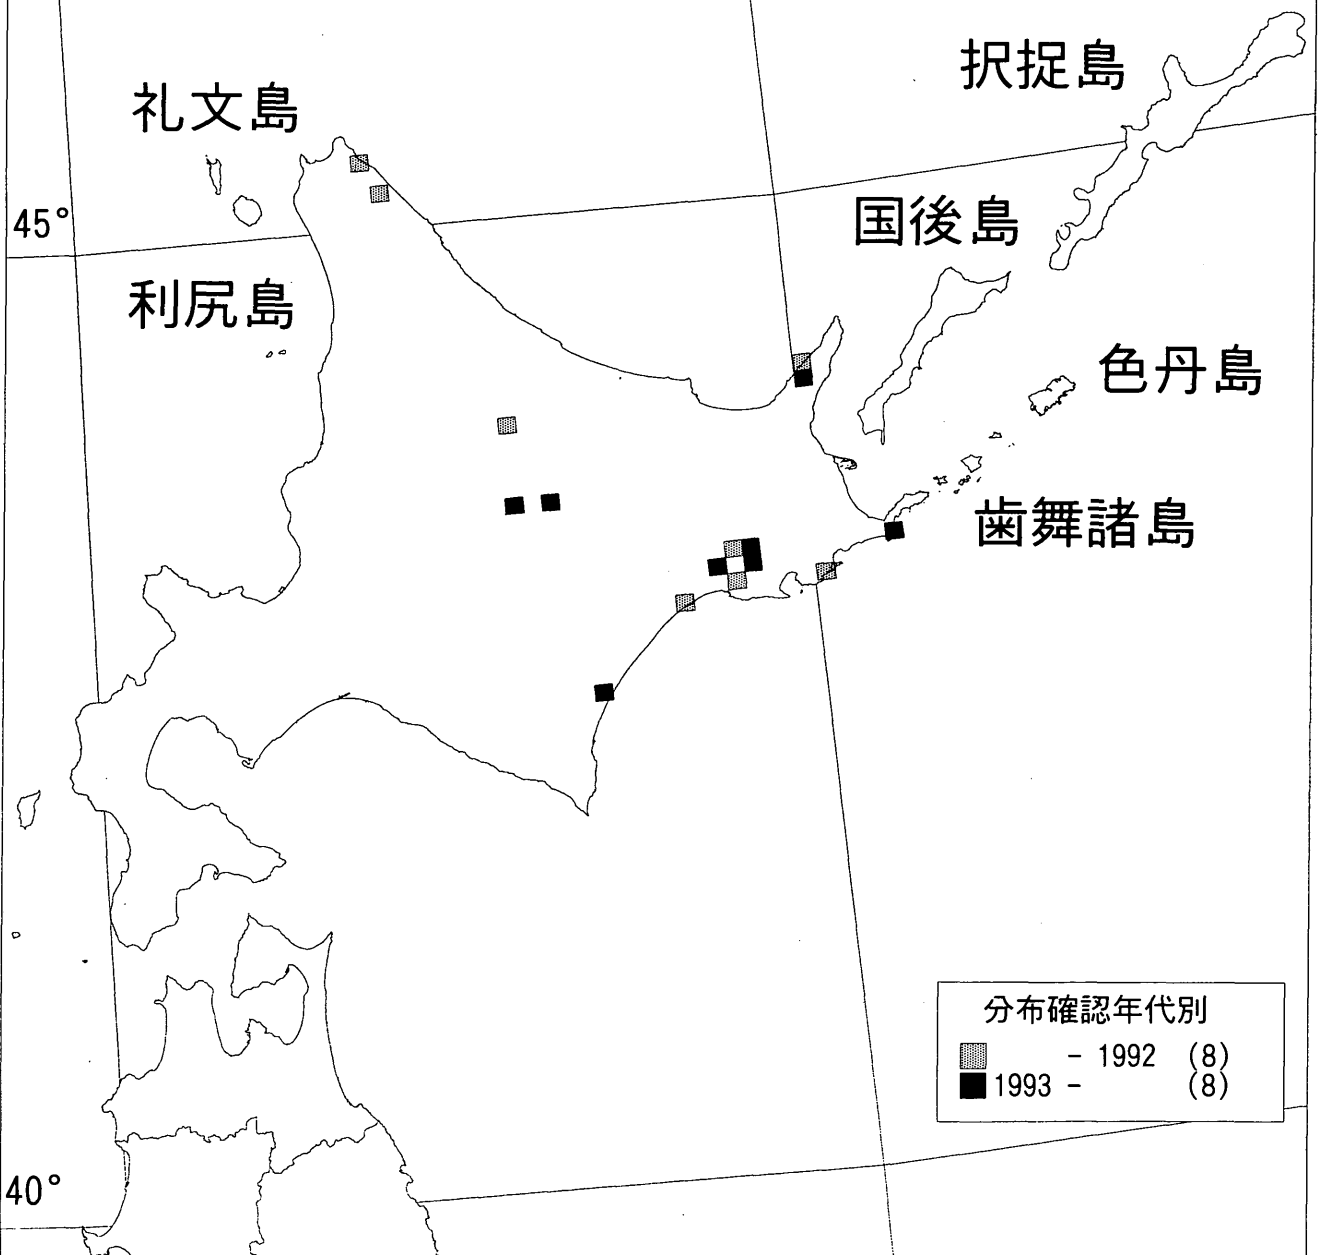 択捉島
礼文島
国後島
45°
利尻島
色丹島
歯舞諸島
分布確認年代別
- 1992 (8)
1993 - (8)
40°